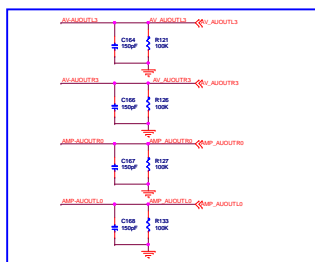 AV-AUOUTL3 AV_AUOUTL3 AV_AUOUTL3
C164 R121
150pF 100K
AV-AUOUTR3 AV_AUOUTR3 AV_AUOUTR3
C166 R126
150pF 100K
AMP-AUOUTR0 AMP_AUOUTR0 AMP_AUOUTR0
C167 R127
150pF 100K
AMP-AUOUTL0 AMP_AUOUTL0 AMP_AUOUTL0
C168 R133
150pF 100K